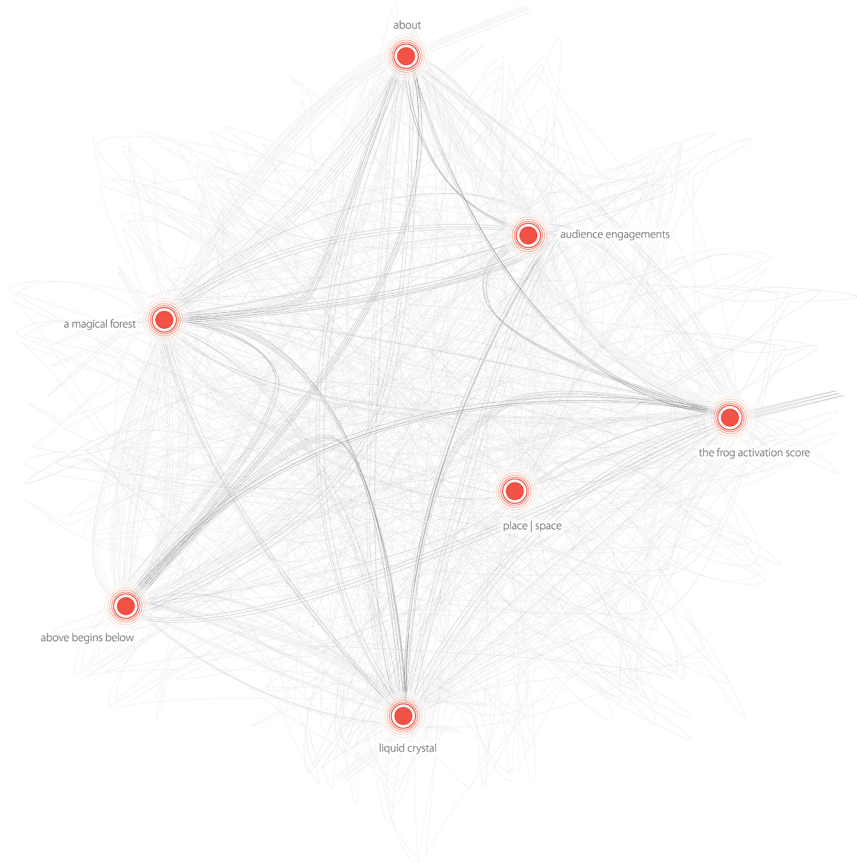 about
audience engagements
a magical forest
the frog activation score
place | space
above begins below
liquid crystal